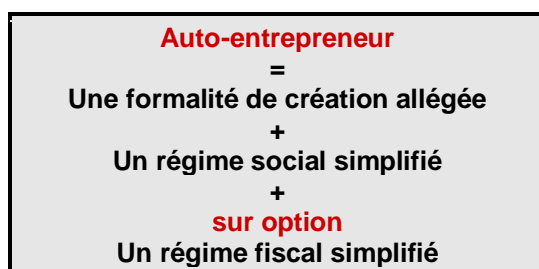 Auto-entrepreneur
=
Une formalité de création allégée
+
Un régime social simplifié
+
sur option
Un régime fiscal simplifié